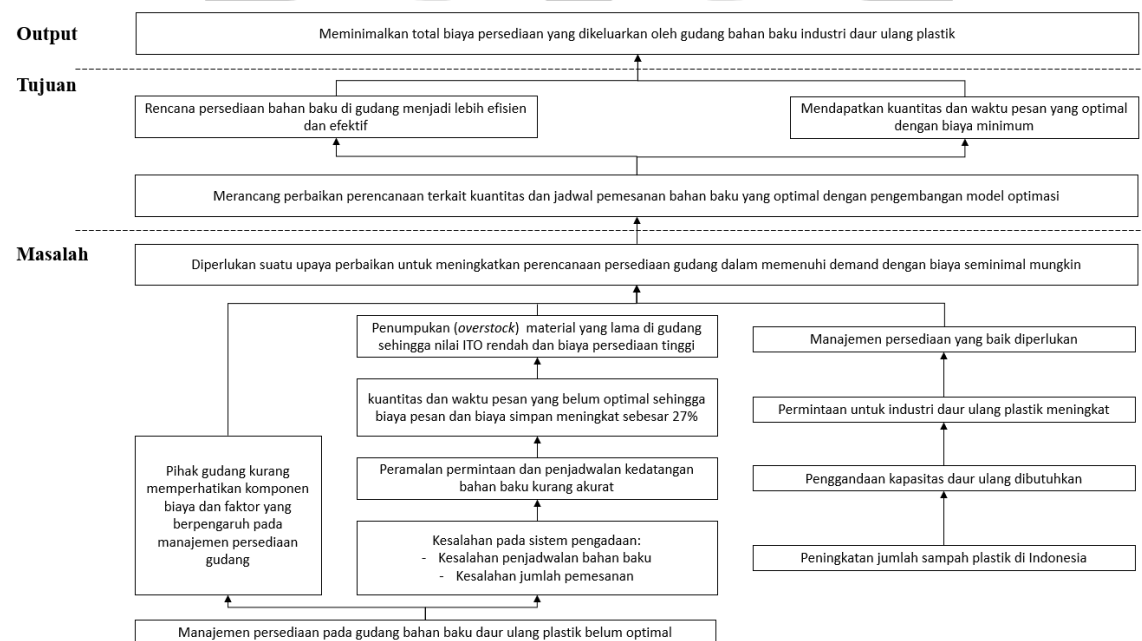 Output
Meminimalkan total biaya persediaan yang dikeluarkan oleh gudang bahan baku industri daur ulang plastik
Tujuan
Rencana persediaan bahan baku di gudang menjadi lebih efisien
dan efektif
Mendapatkan kuantitas dan waktu pesan yang optimal
dengan biaya minimum
Merancang perbaikan perencanaan terkait kuantitas dan jadwal pemesanan bahan baku yang optimal dengan pengembangan model optimasi
Masalah
Diperlukan suatu upaya perbaikan untuk meningkatkan perencanaan persediaan gudang dalam memenuhi demand dengan biaya seminimal mungkin
Penumpukan (overstock) material yang lama di gudang
sehingga nilai ITO rendah dan biaya persediaan tinggi
Manajemen persediaan yang baik diperlukan
kuantitas dan waktu pesan yang belum optimal sehingga
biaya pesan dan biaya simpan meningkat sebesar 27%
Permintaan untuk industri daur ulang plastik meningkat
Pihak gudang kurang
memperhatikan komponen
biaya dan faktor yang
berpengaruh pada
manajemen persediaan
gudang
Peramalan permintaan dan penjadwalan kedatangan
bahan baku kurang akurat
Penggandaan kapasitas daur ulang dibutuhkan
Kesalahan pada sistem pengadaan:
- Kesalahan penjadwalan bahan baku
- Kesalahan jumlah pemesanan
Peningkatan jumlah sampah plastik di Indonesia
Manajemen persediaan pada gudang bahan baku daur ulang plastik belum optimal